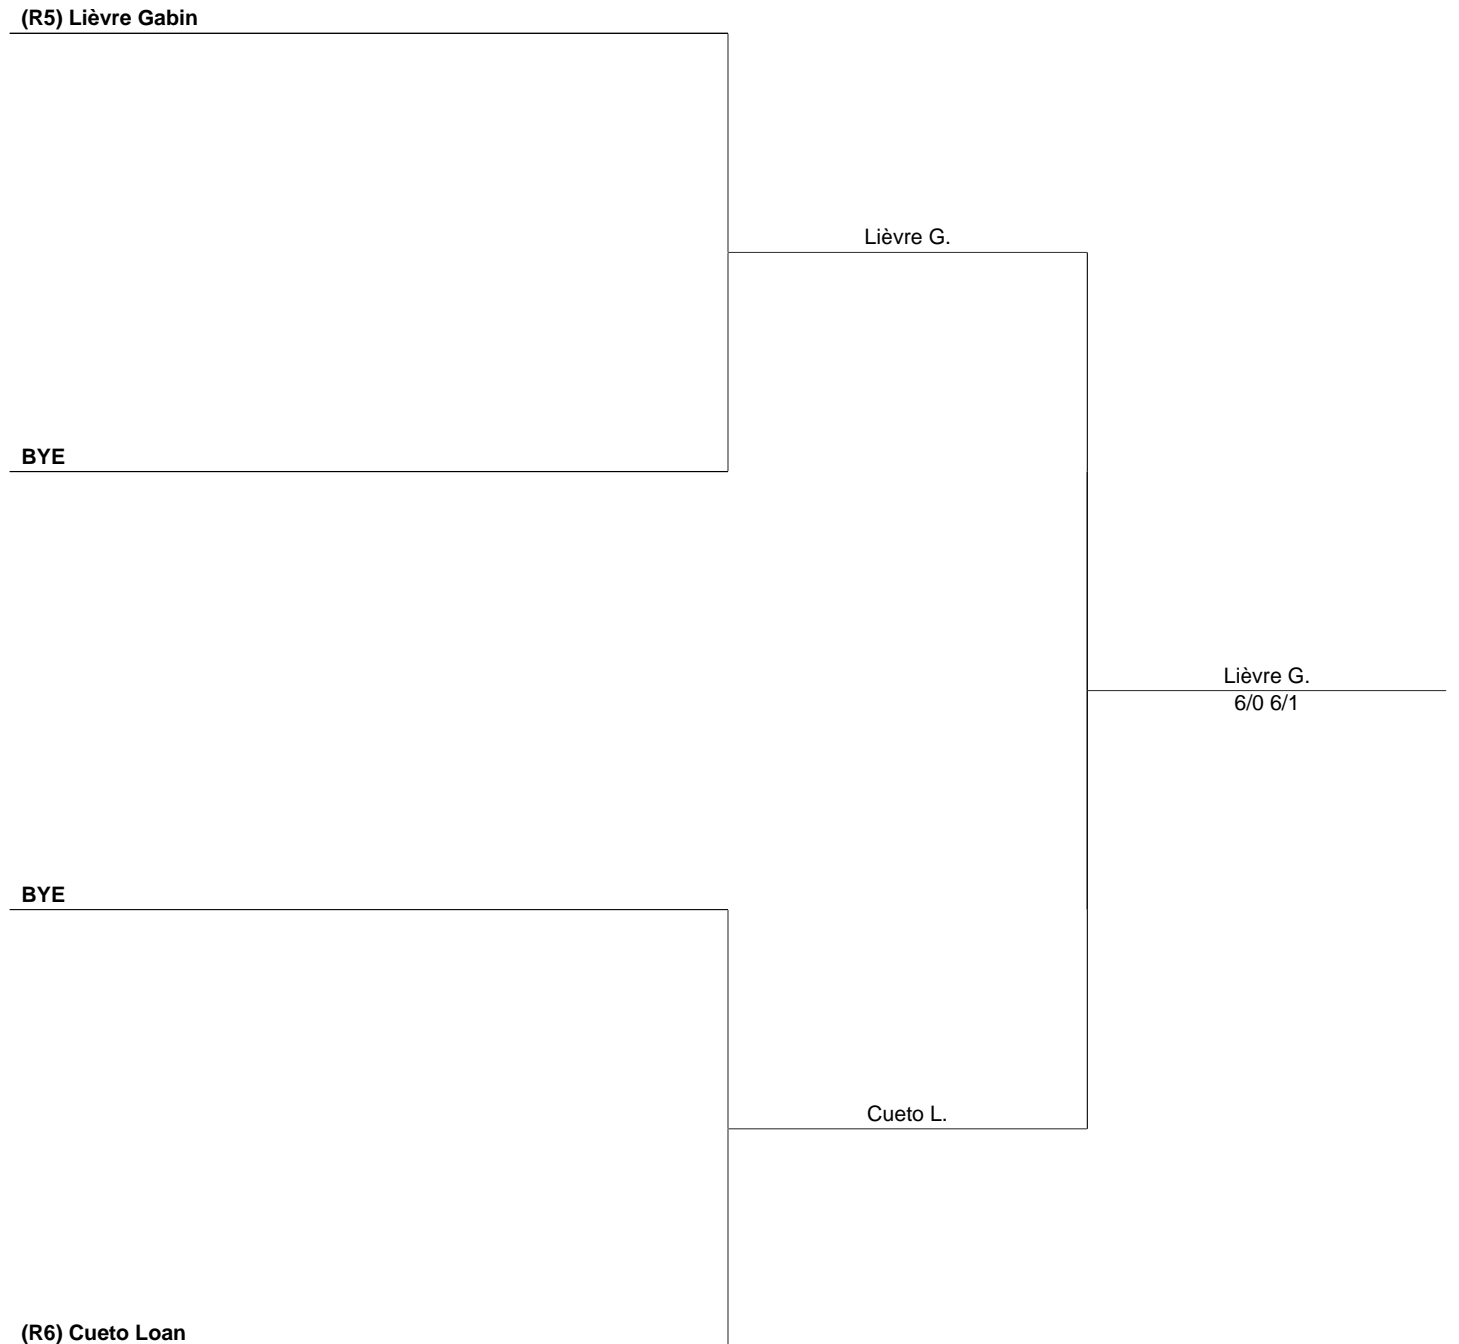 (R5) Lièvre Gabin
Lièvre G.
BYE
Lièvre G.
6/0 6/1
BYE
Cueto L.
(R6) Cueto Loan